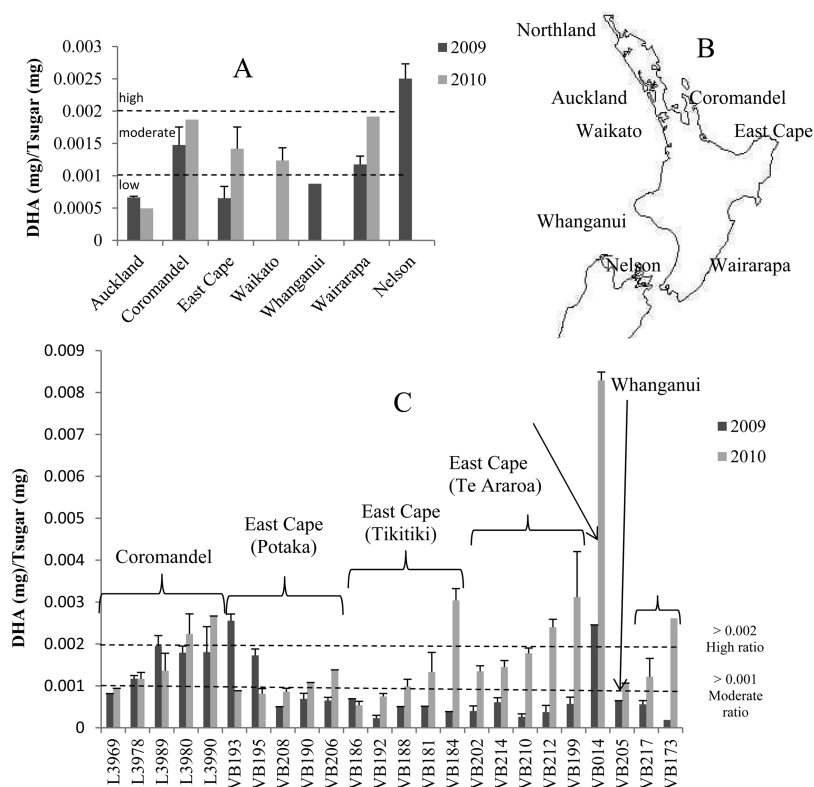 A
DHA (mg)/Tsugar (mg)
0.003
0.0025
0.002
0.0015
0.001
0.0005
0
high
moderate
low
2009
2010
Auckland
Coromandel
East Cape
Waikato
Whanganui
Wairarapa
Nelson
B
Northland
Auckland
Coromandel
Waikato
East Cape
Whanganui
Nelson
Wairarapa
C
DHA (mg)/Tsugar (mg)
0.009
0.008
0.007
0.006
0.005
0.004
0.003
0.002
0.001
0
Coromandel
East Cape
(Potaka)
East Cape
(Tikitiki)
East Cape
(Te Araroa)
Whanganui
2009
2010
> 0.002
High ratio
> 0.001
Moderate
ratio
L3969
L3978
L3989
L3980
L3990
VB193
VB195
VB208
VB190
VB206
VB186
VB192
VB188
VB181
VB184
VB202
VB214
VB210
VB212
VB199
VB014
VB205
VB217
VB173